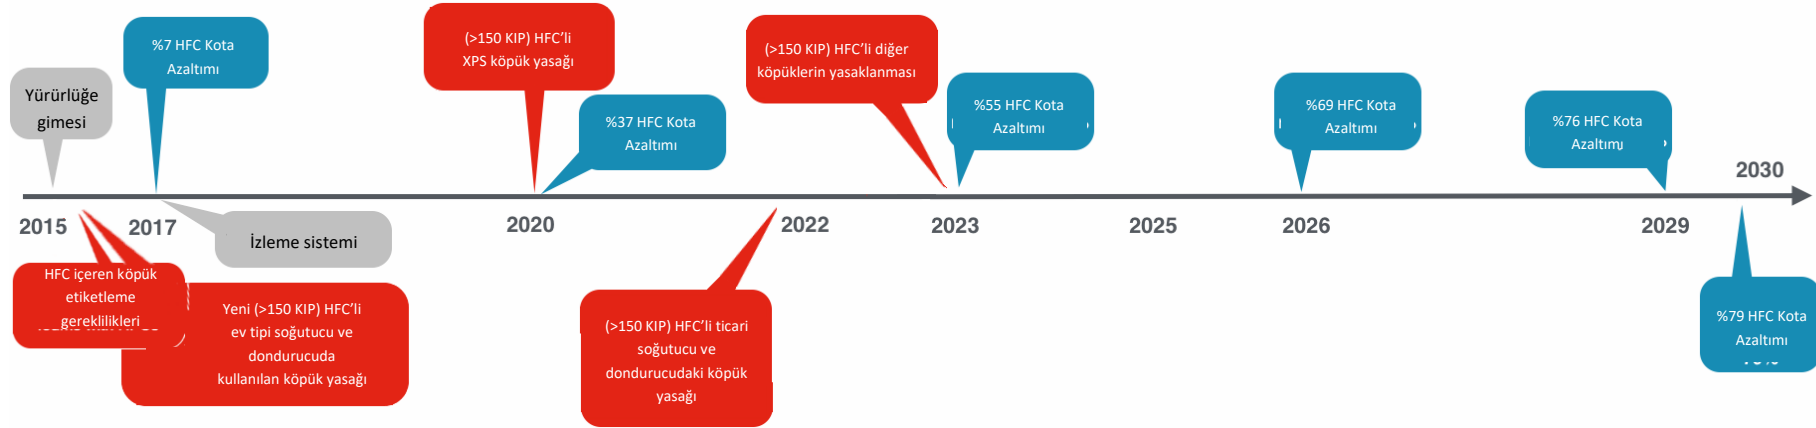 %7 HFC Kota
Azaltımı
(>150 KIP) HFC'li
XPS köpük yasağı
(>150 KIP) HFC'li diğer
köpüklerin yasaklanması
Yürürlüğe
gimesi
%37 HFC Kota
Azaltımı
%55 HFC Kota
Azaltımı
%69 HFC Kota
Azaltımı
%76 HFC Kota
Azaltımı
2030
2015
2017
2020
2022
2023
2025
2026
2029
İzleme sistemi
HFC içeren köpük
etiketleme
gereklilikleri
Yeni (>150 KIP) HFC'li
ev tipi soğutucu ve
dondurucuda
kullanılan köpük yasağı
(>150 KIP) HFC'li ticari
soğutucu ve
dondurucudaki köpük
yasağı
%79 HFC Kota
Azaltımı